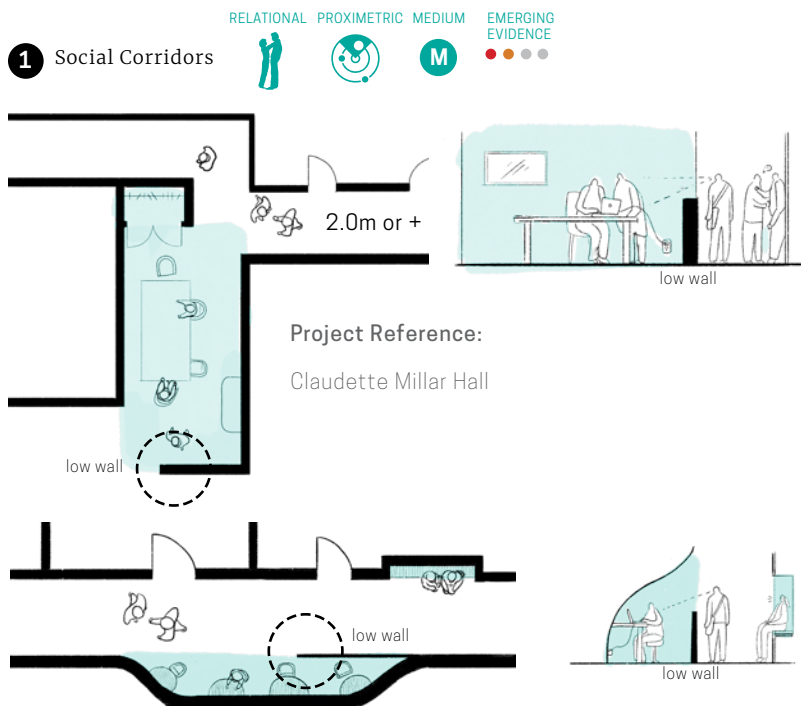 1 Social Corridors
RELATIONAL PROXIMETRIC MEDIUM EMERGING
EVIDENCE
M
2.0m or +
low wall
Project Reference:
Claudette Millar Hall
low wall
low wall
low wall